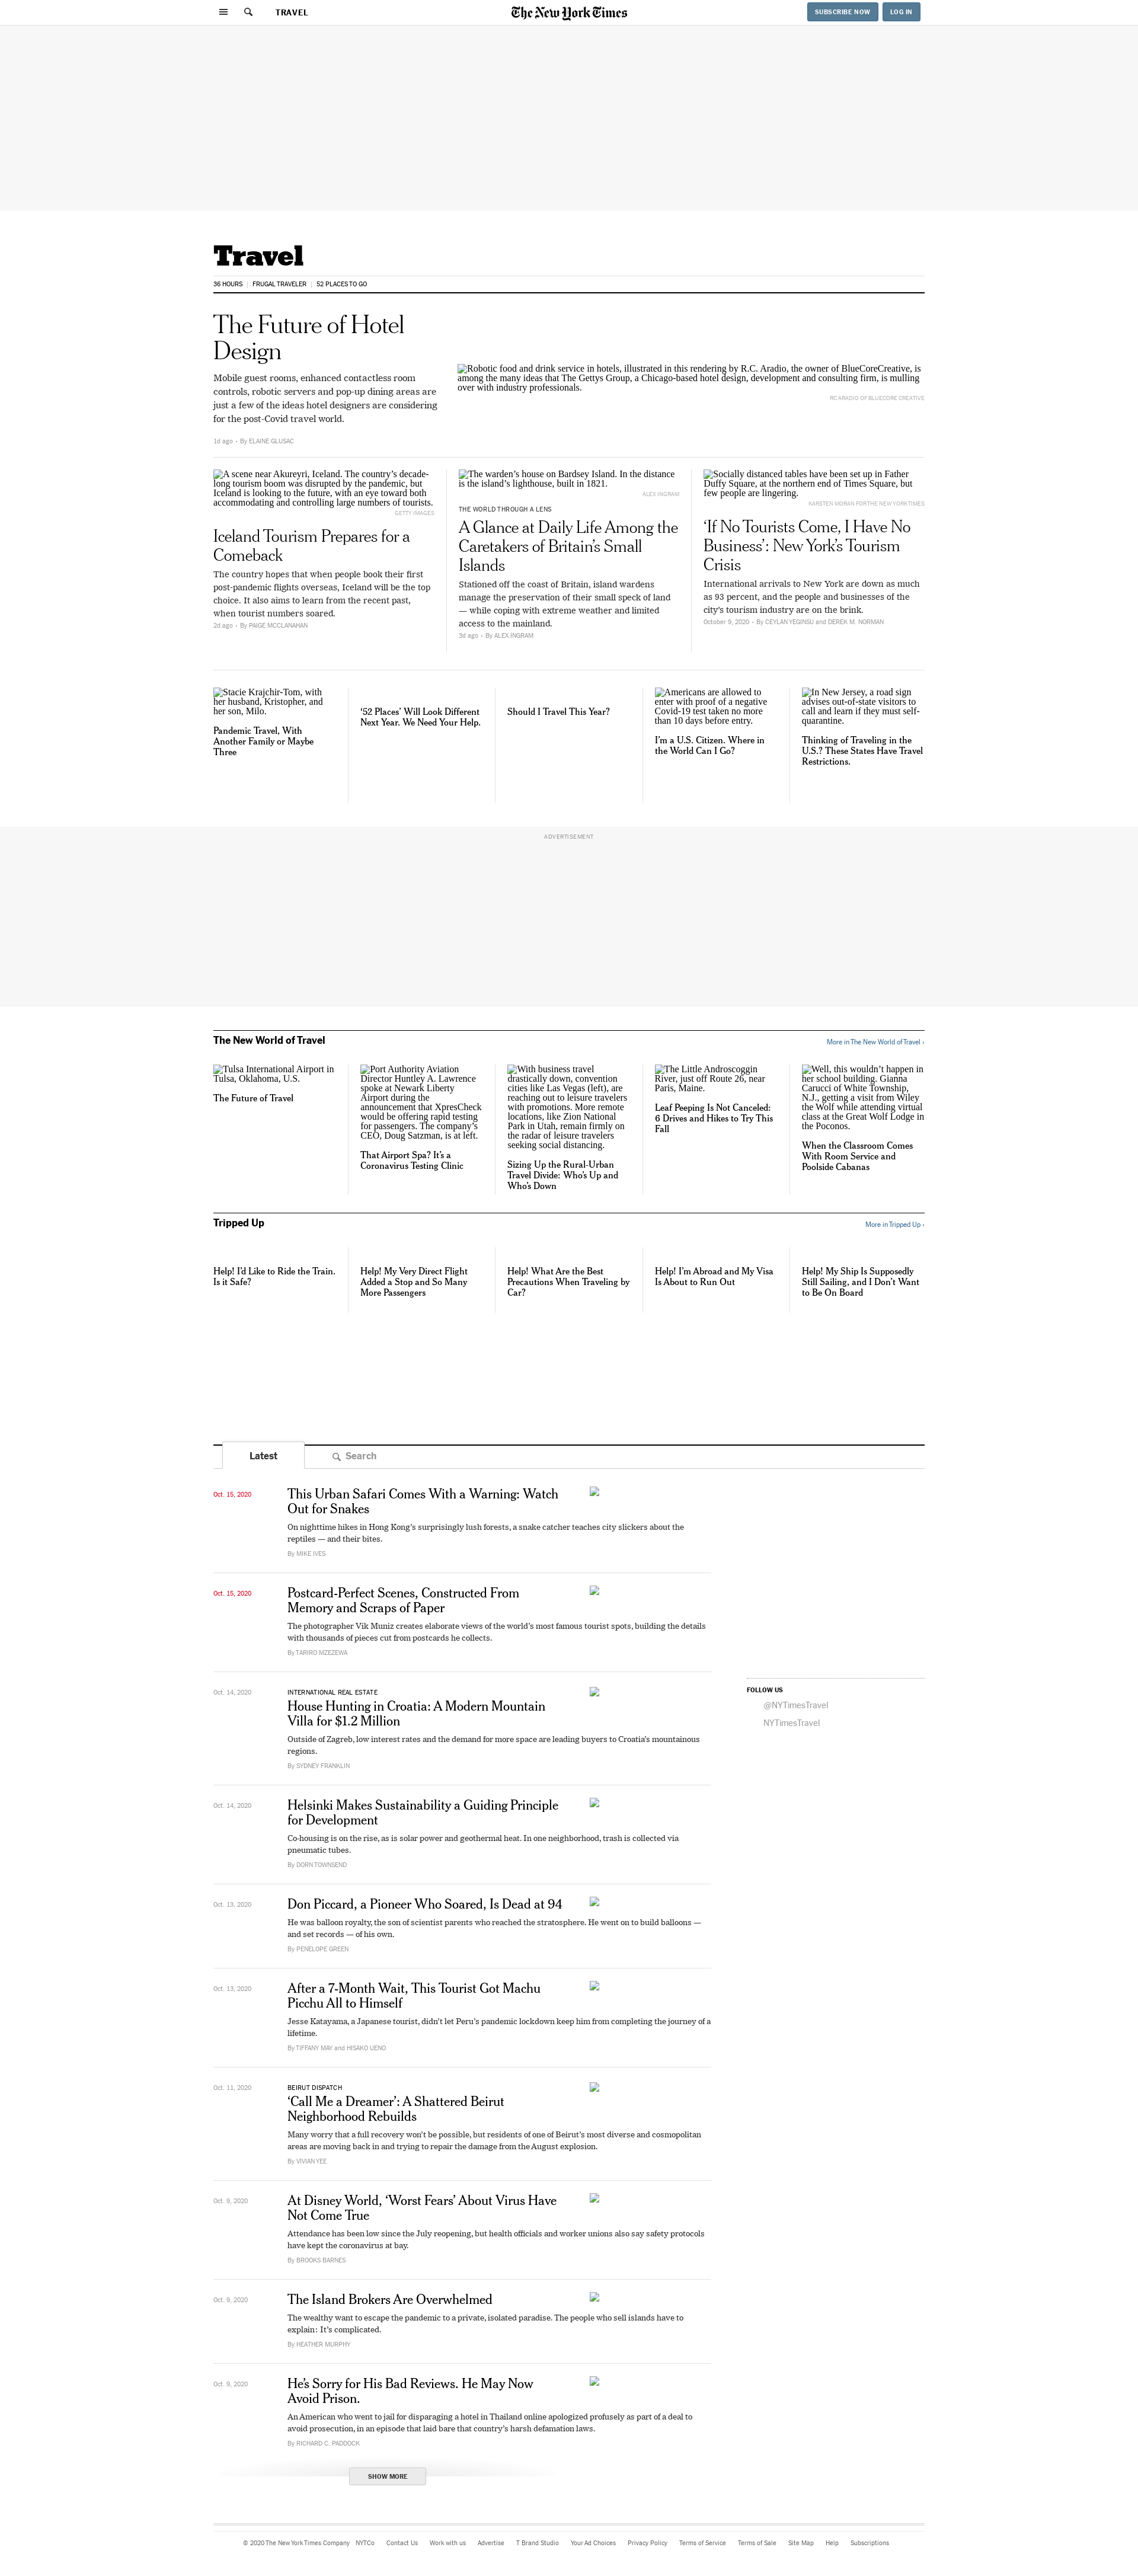 TRAVEL
The New York Times
SUBSCRIBE NOW
LOG IN
Travel
36 HOURS
FRUGAL TRAVELER
52 PLACES TO GO
The Future of Hotel
Design
Mobile guest rooms, enhanced contactless room
controls, robotic servers and pop-up dining areas are
just a few of the ideas hotel designers are considering
for the post-Covid travel world.
1d ago • By ELAINE GLUSAC
Robotic food and drink service in hotels, illustrated in this rendering by R.C. Aradio, the owner of BlueCoreCreative, is
among the many ideas that The Gettys Group, a Chicago-based hotel design, development and consulting firm, is mulling
over with industry professionals.
RC ARADIO OF BLUECORE CREATIVE
A scene near Akureyri, Iceland. The country's decade-
long tourism boom was disrupted by the pandemic, but
Iceland is looking to the future, with an eye toward both
accommodating and controlling large numbers of tourists.
GETTY IMAGES
Iceland Tourism Prepares for a
Comeback
The country hopes that when people book their first
post-pandemic flights overseas, Iceland will be the top
choice. It also aims to learn from the recent past,
when tourist numbers soared.
2d ago • By PAIGE MCCLANAHAN
The warden's house on Bardsey Island. In the distance
is the island's lighthouse, built in 1821.
ALEX INGRAM
THE WORLD THROUGH A LENS
A Glance at Daily Life Among the
Caretakers of Britain's Small
Islands
Stationed off the coast of Britain, island wardens
manage the preservation of their small speck of land
— while coping with extreme weather and limited
access to the mainland.
3d ago • By ALEX INGRAM
Socially distanced tables have been set up in Father
Duffy Square, at the northern end of Times Square, but
few people are lingering.
KARSTEN MORAN FOR THE NEW YORK TIMES
‘If No Tourists Come, I Have No
Business’: New York's Tourism
Crisis
International arrivals to New York are down as much
as 93 percent, and the people and businesses of the
city's tourism industry are on the brink.
October 9, 2020 • By CEYLAN YEGINSU and DEREK M. NORMAN
Stacie Krajchir-Tom, with
her husband, Kristopher, and
her son, Milo.
Pandemic Travel, With
Another Family or Maybe
Three
‘52 Places’ Will Look Different
Next Year. We Need Your Help.
Should I Travel This Year?
Americans are allowed to
enter with proof of a negative
Covid-19 test taken no more
than 10 days before entry.
I'm a U.S. Citizen. Where in
the World Can I Go?
In New Jersey, a road sign
advises out-of-state visitors to
call and learn if they must self-
quarantine.
Thinking of Traveling in the
U.S.? These States Have Travel
Restrictions.
ADVERTISEMENT
The New World of Travel
More in The New World of Travel ›
Tulsa International Airport in
Tulsa, Oklahoma, U.S.
The Future of Travel
Port Authority Aviation
Director Huntley A. Lawrence
spoke at Newark Liberty
Airport during the
announcement that XpresCheck
would be offering rapid testing
for passengers. The company's
CEO, Doug Satzman, is at left.
That Airport Spa? It's a
Coronavirus Testing Clinic
With business travel
drastically down, convention
cities like Las Vegas (left), are
reaching out to leisure travelers
with promotions. More remote
locations, like Zion National
Park in Utah, remain firmly on
the radar of leisure travelers
seeking social distancing.
Sizing Up the Rural-Urban
Travel Divide: Who's Up and
Who's Down
The Little Androscoggin
River, just off Route 26, near
Paris, Maine.
Leaf Peeping Is Not Canceled:
6 Drives and Hikes to Try This
Fall
Well, this wouldn't happen in
her school building. Gianna
Carucci of White Township,
N.J., getting a visit from Wiley
the Wolf while attending virtual
class at the Great Wolf Lodge in
the Poconos.
When the Classroom Comes
With Room Service and
Poolside Cabanas
Tripped Up
More in Tripped Up ›
Help! I'd Like to Ride the Train.
Is it Safe?
Help! My Very Direct Flight
Added a Stop and So Many
More Passengers
Help! What Are the Best
Precautions When Traveling by
Car?
Help! I'm Abroad and My Visa
Is About to Run Out
Help! My Ship Is Supposedly
Still Sailing, and I Don't Want
to Be On Board
Latest
Search
Oct. 15, 2020
This Urban Safari Comes With a Warning: Watch
Out for Snakes
On nighttime hikes in Hong Kong's surprisingly lush forests, a snake catcher teaches city slickers about the
reptiles — and their bites.
By MIKE IVES
Oct. 15, 2020
Postcard-Perfect Scenes, Constructed From
Memory and Scraps of Paper
The photographer Vik Muniz creates elaborate views of the world's most famous tourist spots, building the details
with thousands of pieces cut from postcards he collects.
By TARIRO MZEZEWA
Oct. 14, 2020
INTERNATIONAL REAL ESTATE
House Hunting in Croatia: A Modern Mountain
Villa for $1.2 Million
Outside of Zagreb, low interest rates and the demand for more space are leading buyers to Croatia's mountainous
regions.
By SYDNEY FRANKLIN
FOLLOW US
@NYTimesTravel
NYTimesTravel
Oct. 14, 2020
Helsinki Makes Sustainability a Guiding Principle
for Development
Co-housing is on the rise, as is solar power and geothermal heat. In one neighborhood, trash is collected via
pneumatic tubes.
By DORN TOWNSEND
Oct. 13, 2020
Don Piccard, a Pioneer Who Soared, Is Dead at 94
He was balloon royalty, the son of scientist parents who reached the stratosphere. He went on to build balloons —
and set records — of his own.
By PENELOPE GREEN
Oct. 13, 2020
After a 7-Month Wait, This Tourist Got Machu
Picchu All to Himself
Jesse Katayama, a Japanese tourist, didn't let Peru's pandemic lockdown keep him from completing the journey of a
lifetime.
By TIFFANY MAY and HISAKO UENO
Oct. 11, 2020
BEIRUT DISPATCH
‘Call Me a Dreamer’: A Shattered Beirut
Neighborhood Rebuilds
Many worry that a full recovery won't be possible, but residents of one of Beirut's most diverse and cosmopolitan
areas are moving back in and trying to repair the damage from the August explosion.
By VIVIAN YEE
Oct. 9, 2020
At Disney World, ‘Worst Fears’ About Virus Have
Not Come True
Attendance has been low since the July reopening, but health officials and worker unions also say safety protocols
have kept the coronavirus at bay.
By BROOKS BARNES
Oct. 9, 2020
The Island Brokers Are Overwhelmed
The wealthy want to escape the pandemic to a private, isolated paradise. The people who sell islands have to
explain: It's complicated.
By HEATHER MURPHY
Oct. 9, 2020
He's Sorry for His Bad Reviews. He May Now
Avoid Prison.
An American who went to jail for disparaging a hotel in Thailand online apologized profusely as part of a deal to
avoid prosecution, in an episode that laid bare that country's harsh defamation laws.
By RICHARD C. PADDOCK
SHOW MORE
© 2020 The New York Times Company NYTCo Contact Us Work with us Advertise T Brand Studio Your Ad Choices Privacy Policy Terms of Service Terms of Sale Site Map Help Subscriptions